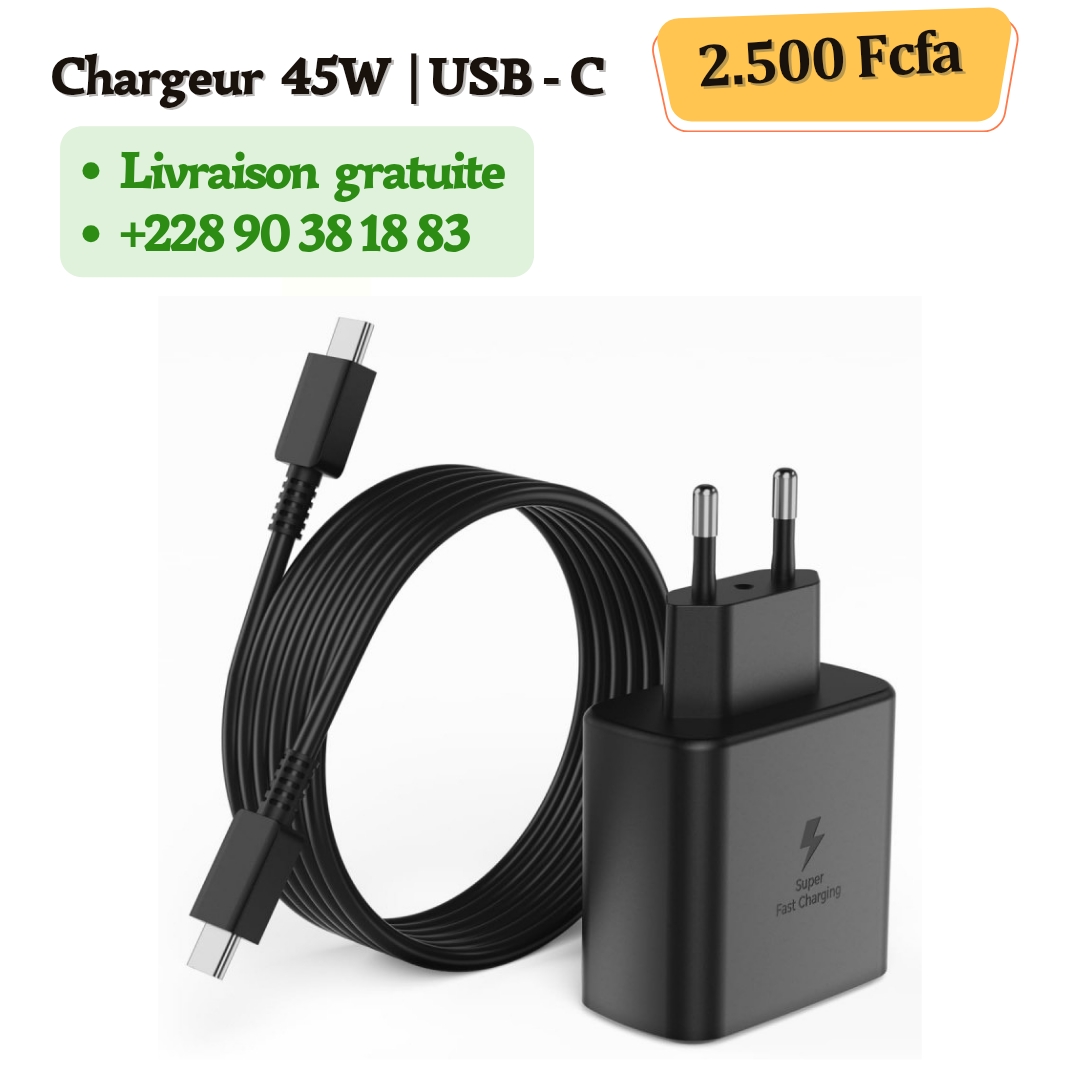 Chargeur 45W | USB - C
2.500 Fcfa
• Livraison gratuite
• +228 90 38 18 83
Super
Fast Charging